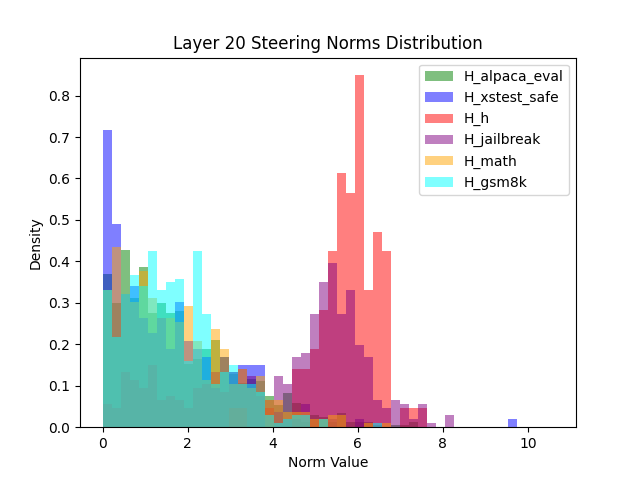 Layer 20 Steering Norms Distribution
H_alpaca_eval
H_xstest_safe
H_h
H_jailbreak
H_math
H_gsm8k
Density
0.8
0.7
0.6
0.5
0.4
0.3
0.2
0.1
0.0
0 2 4 6 8 10
Norm Value